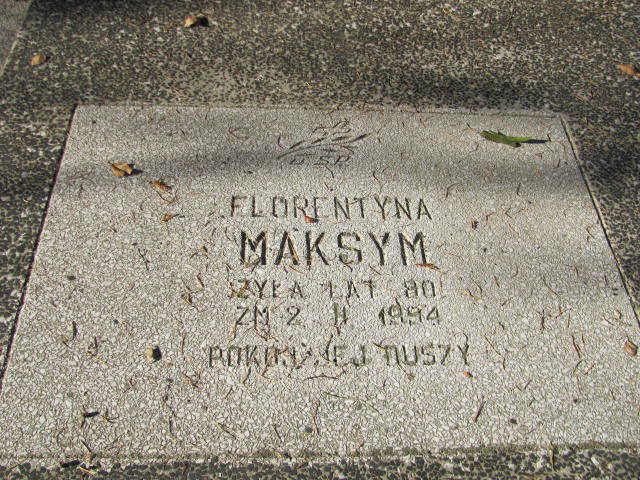 Ś P
FLORENTYNA
MAKSYM
ŻYŁA LAT 80
ZM 2 II 1994
POKÓJ JEJ DUSZY